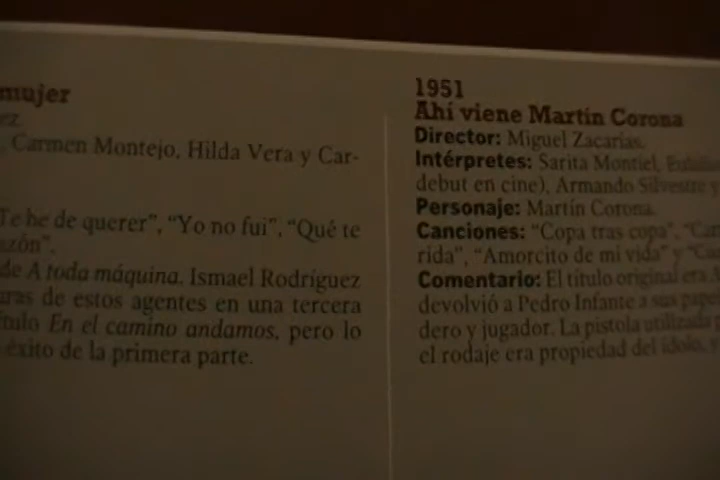 mujer
ez.
, Carmen Montejo, Hilda Vera y Car-
Te he de querer", "Yo no fui", "Qué te
azón".
de A toda máquina. Ismael Rodríguez
uras de estos agentes en una tercera
ítulo En el camino andamos, pero lo
éxito de la primera parte.
1951
Ahí viene Martín Corona
Director: Miguel Zacarías.
Intérpretes: Sarita Montiel, Eulalio
debut en cine), Armando Silvestre y
Personaje: Martín Corona.
Canciones: "Copa tras copa",
rida", "Amorcito de mi vida" y
Comentario: El título original era
devolvió a Pedro Infante a sus
dero y jugador. La pistola utilizada
el rodaje era propiedad del ídolo, y